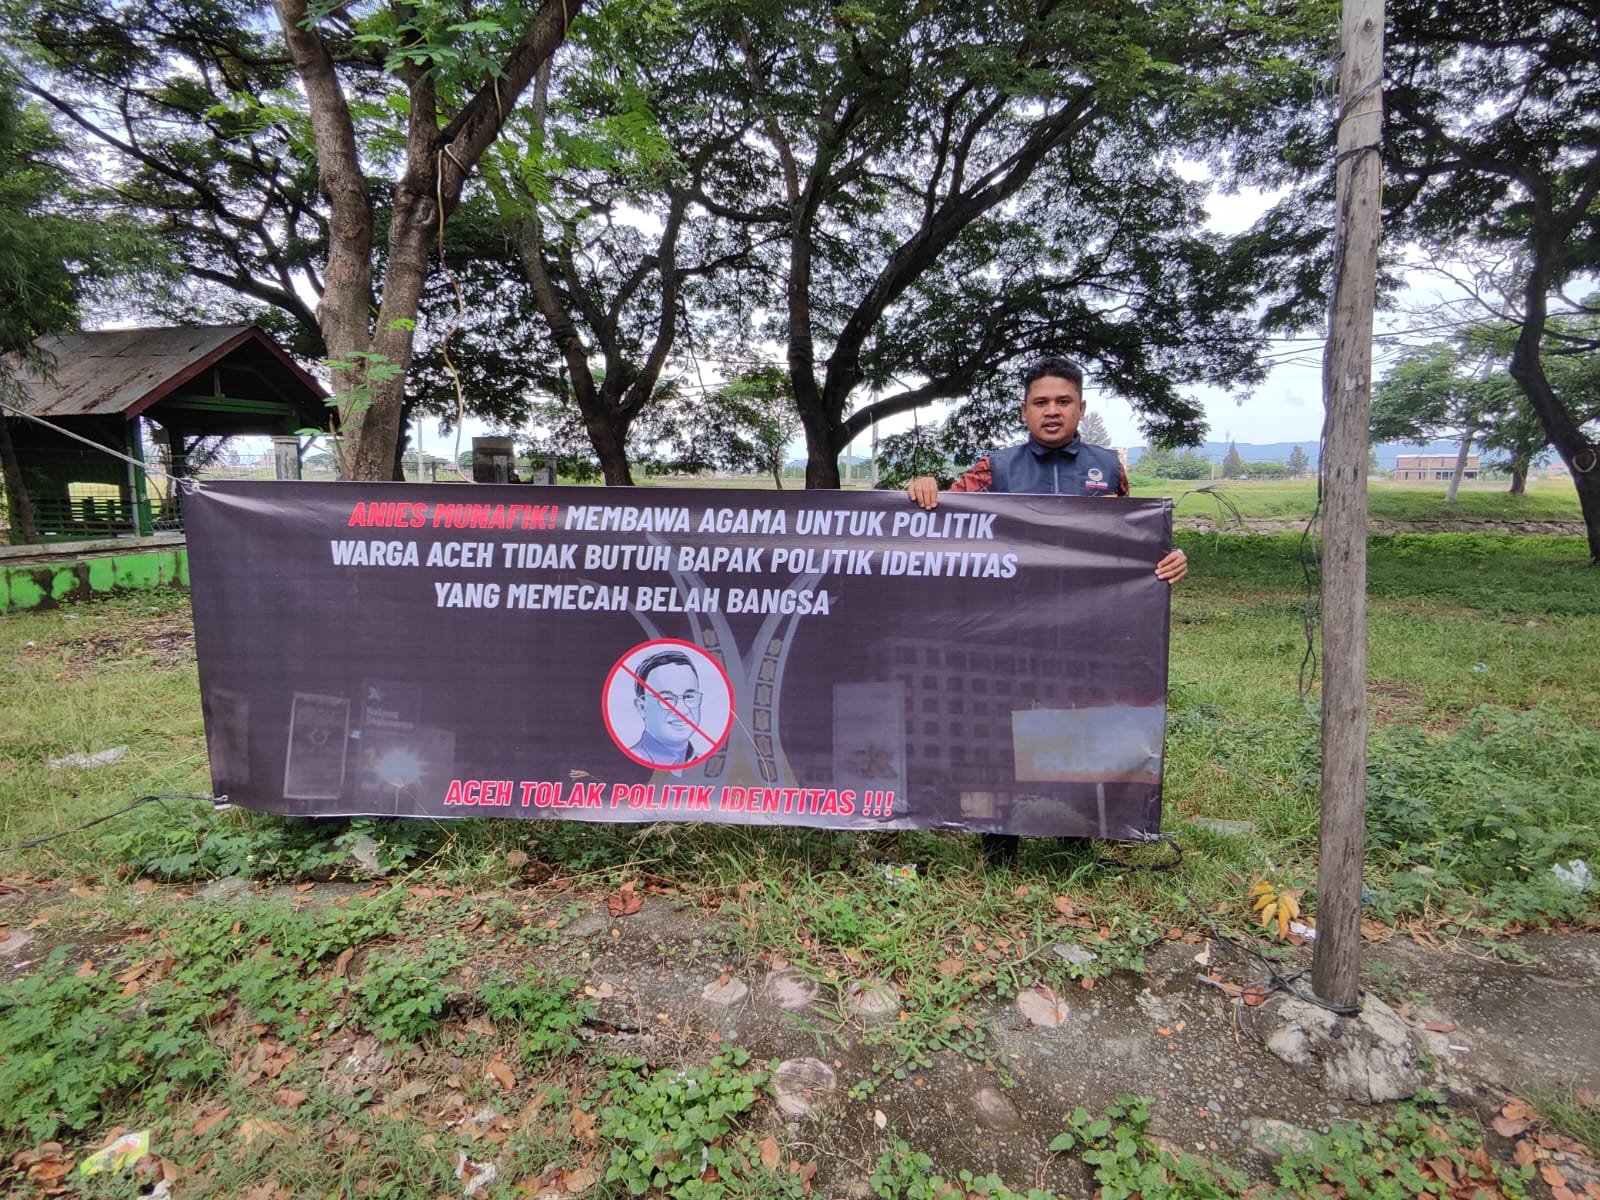 ANIES MUNAFIK! MEMBAWA AGAMA UNTUK POLITIK
WARGA ACEH TIDAK BUTUH BAPAK POLITIK IDENTITAS
YANG MEMECAH BELAH BANGSA
ACEH TOLAK POLITIK IDENTITAS !!!